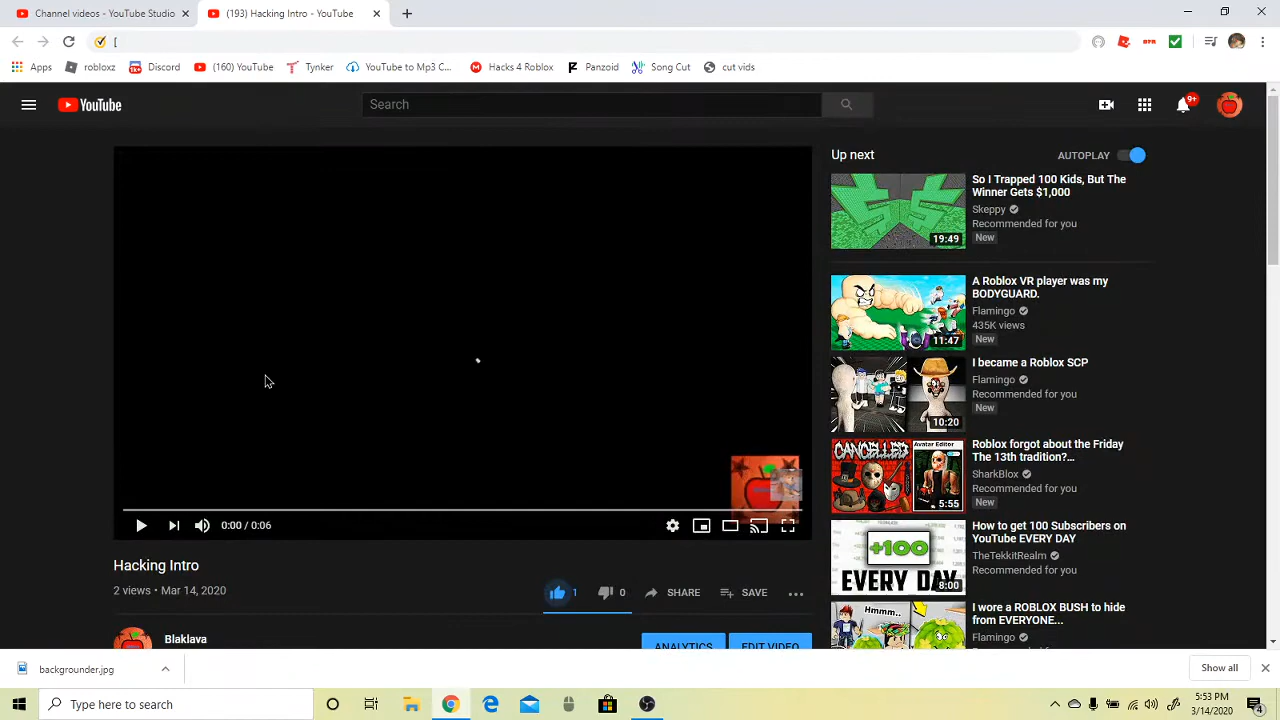 Channel videos - YouTube Studio
(193) Hacking Intro - YouTube
[
Apps
robloxz
Discord
(160) YouTube
Tynker
YouTube to Mp3 C...
Hacks 4 Roblox
Panzoid
Song Cut
cut vids
YouTube
Search
9+
Up next
AUTOPLAY
So I Trapped 100 Kids, But The
Winner Gets $1,000
Skeppy
Recommended for you
New
19:49
A Roblox VR player was my
BODYGUARD.
Flamingo
435K views
New
11:47
I became a Roblox SCP
Flamingo
Recommended for you
New
10:20
CANCELLED
Avatar Editor
Roblox forgot about the Friday
The 13th tradition?...
SharkBlox
Recommended for you
New
5:55
How to get 100 Subscribers on
YouTube EVERY DAY
TheTekkitRealm
Recommended for you
+100
EVERY DAY
8:00
Hmmm..
I wore a ROBLOX BUSH to hide
from EVERYONE...
Flamingo
0:00 / 0:06
Hacking Intro
2 views • Mar 14, 2020
1
0
SHARE
SAVE
Blaklava
ANALYTICS
EDIT VIDEO
backgrounder.jpg
Show all
Type here to search
5:53 PM
3/14/2020
4